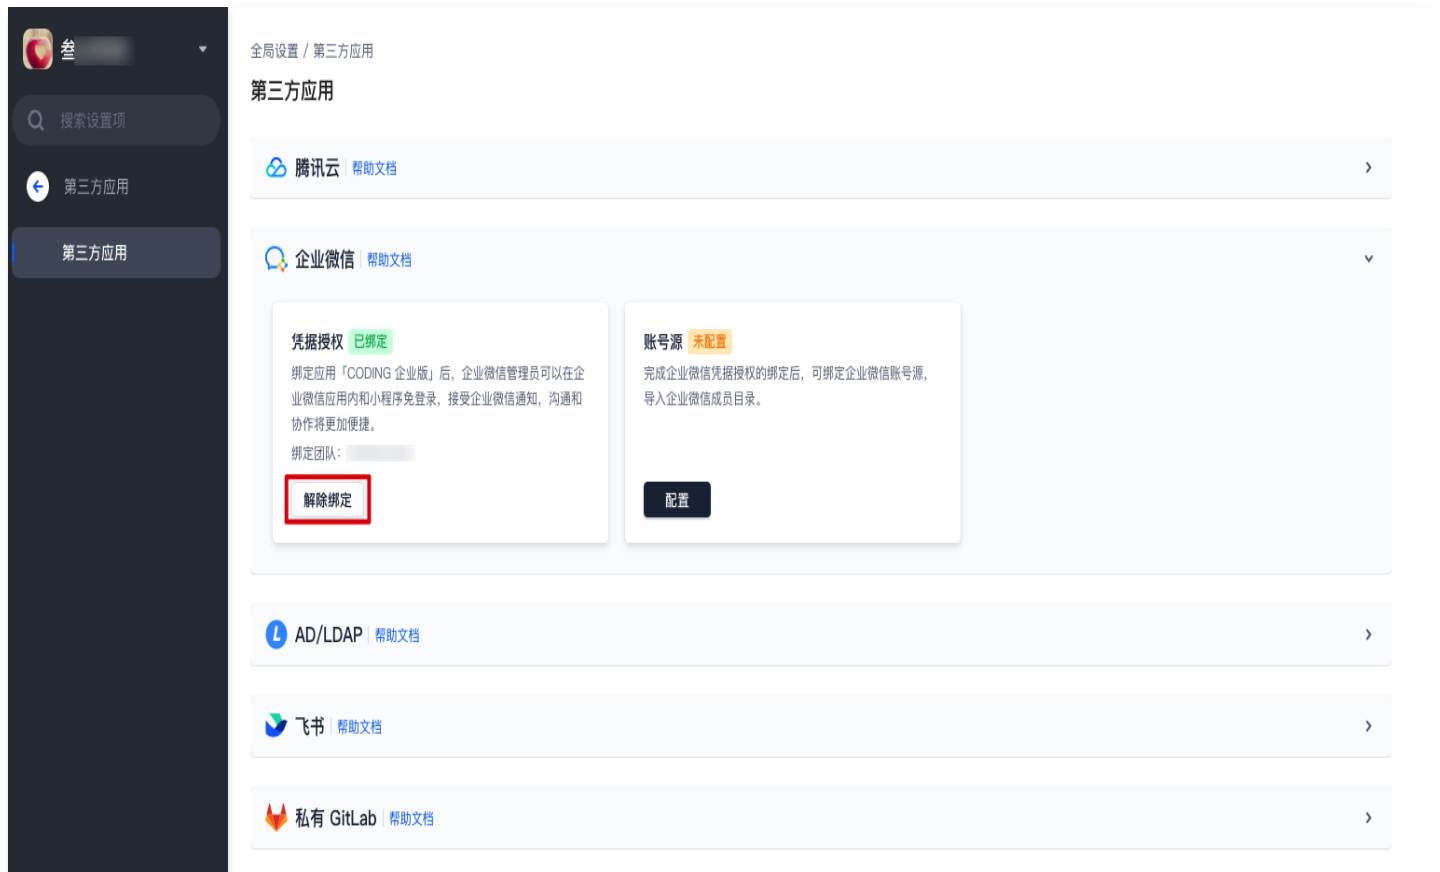 叁
搜索设置项
第三方应用
第三方应用
全局设置 / 第三方应用
第三方应用
腾讯云 帮助文档
企业微信 帮助文档
凭据授权 已绑定
绑定应用「CODING 企业版」后，企业微信管理员可以在企
业微信应用内和小程序免登录，接受企业微信通知，沟通和
协作将更加便捷。
绑定团队：
解除绑定
账号源 未配置
完成企业微信凭据授权的绑定后，可绑定企业微信账号源，
导入企业微信成员目录。
配置
AD/LDAP 帮助文档
飞书 帮助文档
私有 GitLab 帮助文档